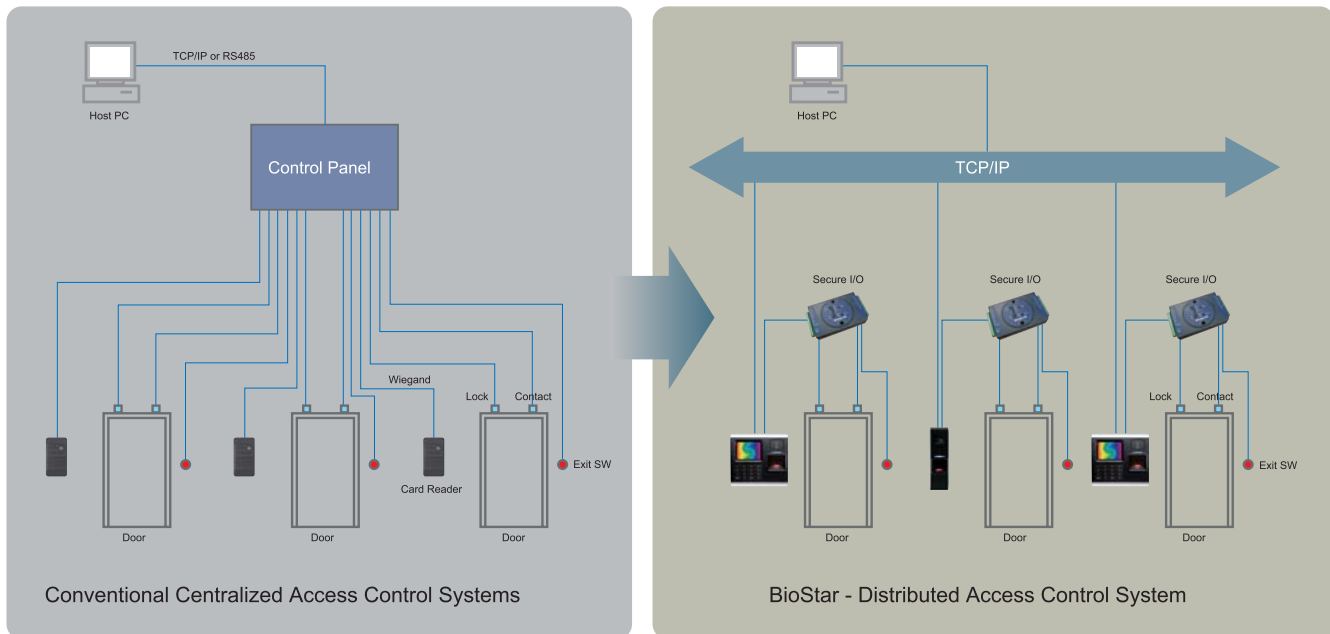 TCP/IP or RS485
Host PC
Control Panel
Wiegand
Lock
Contact
Exit SW
Card Reader
Door
Door
Door
Conventional Centralized Access Control Systems
Host PC
TCP/IP
Secure I/O
Secure I/O
Secure I/O
Lock
Contact
Exit SW
Door
Door
Door
BioStar - Distributed Access Control System